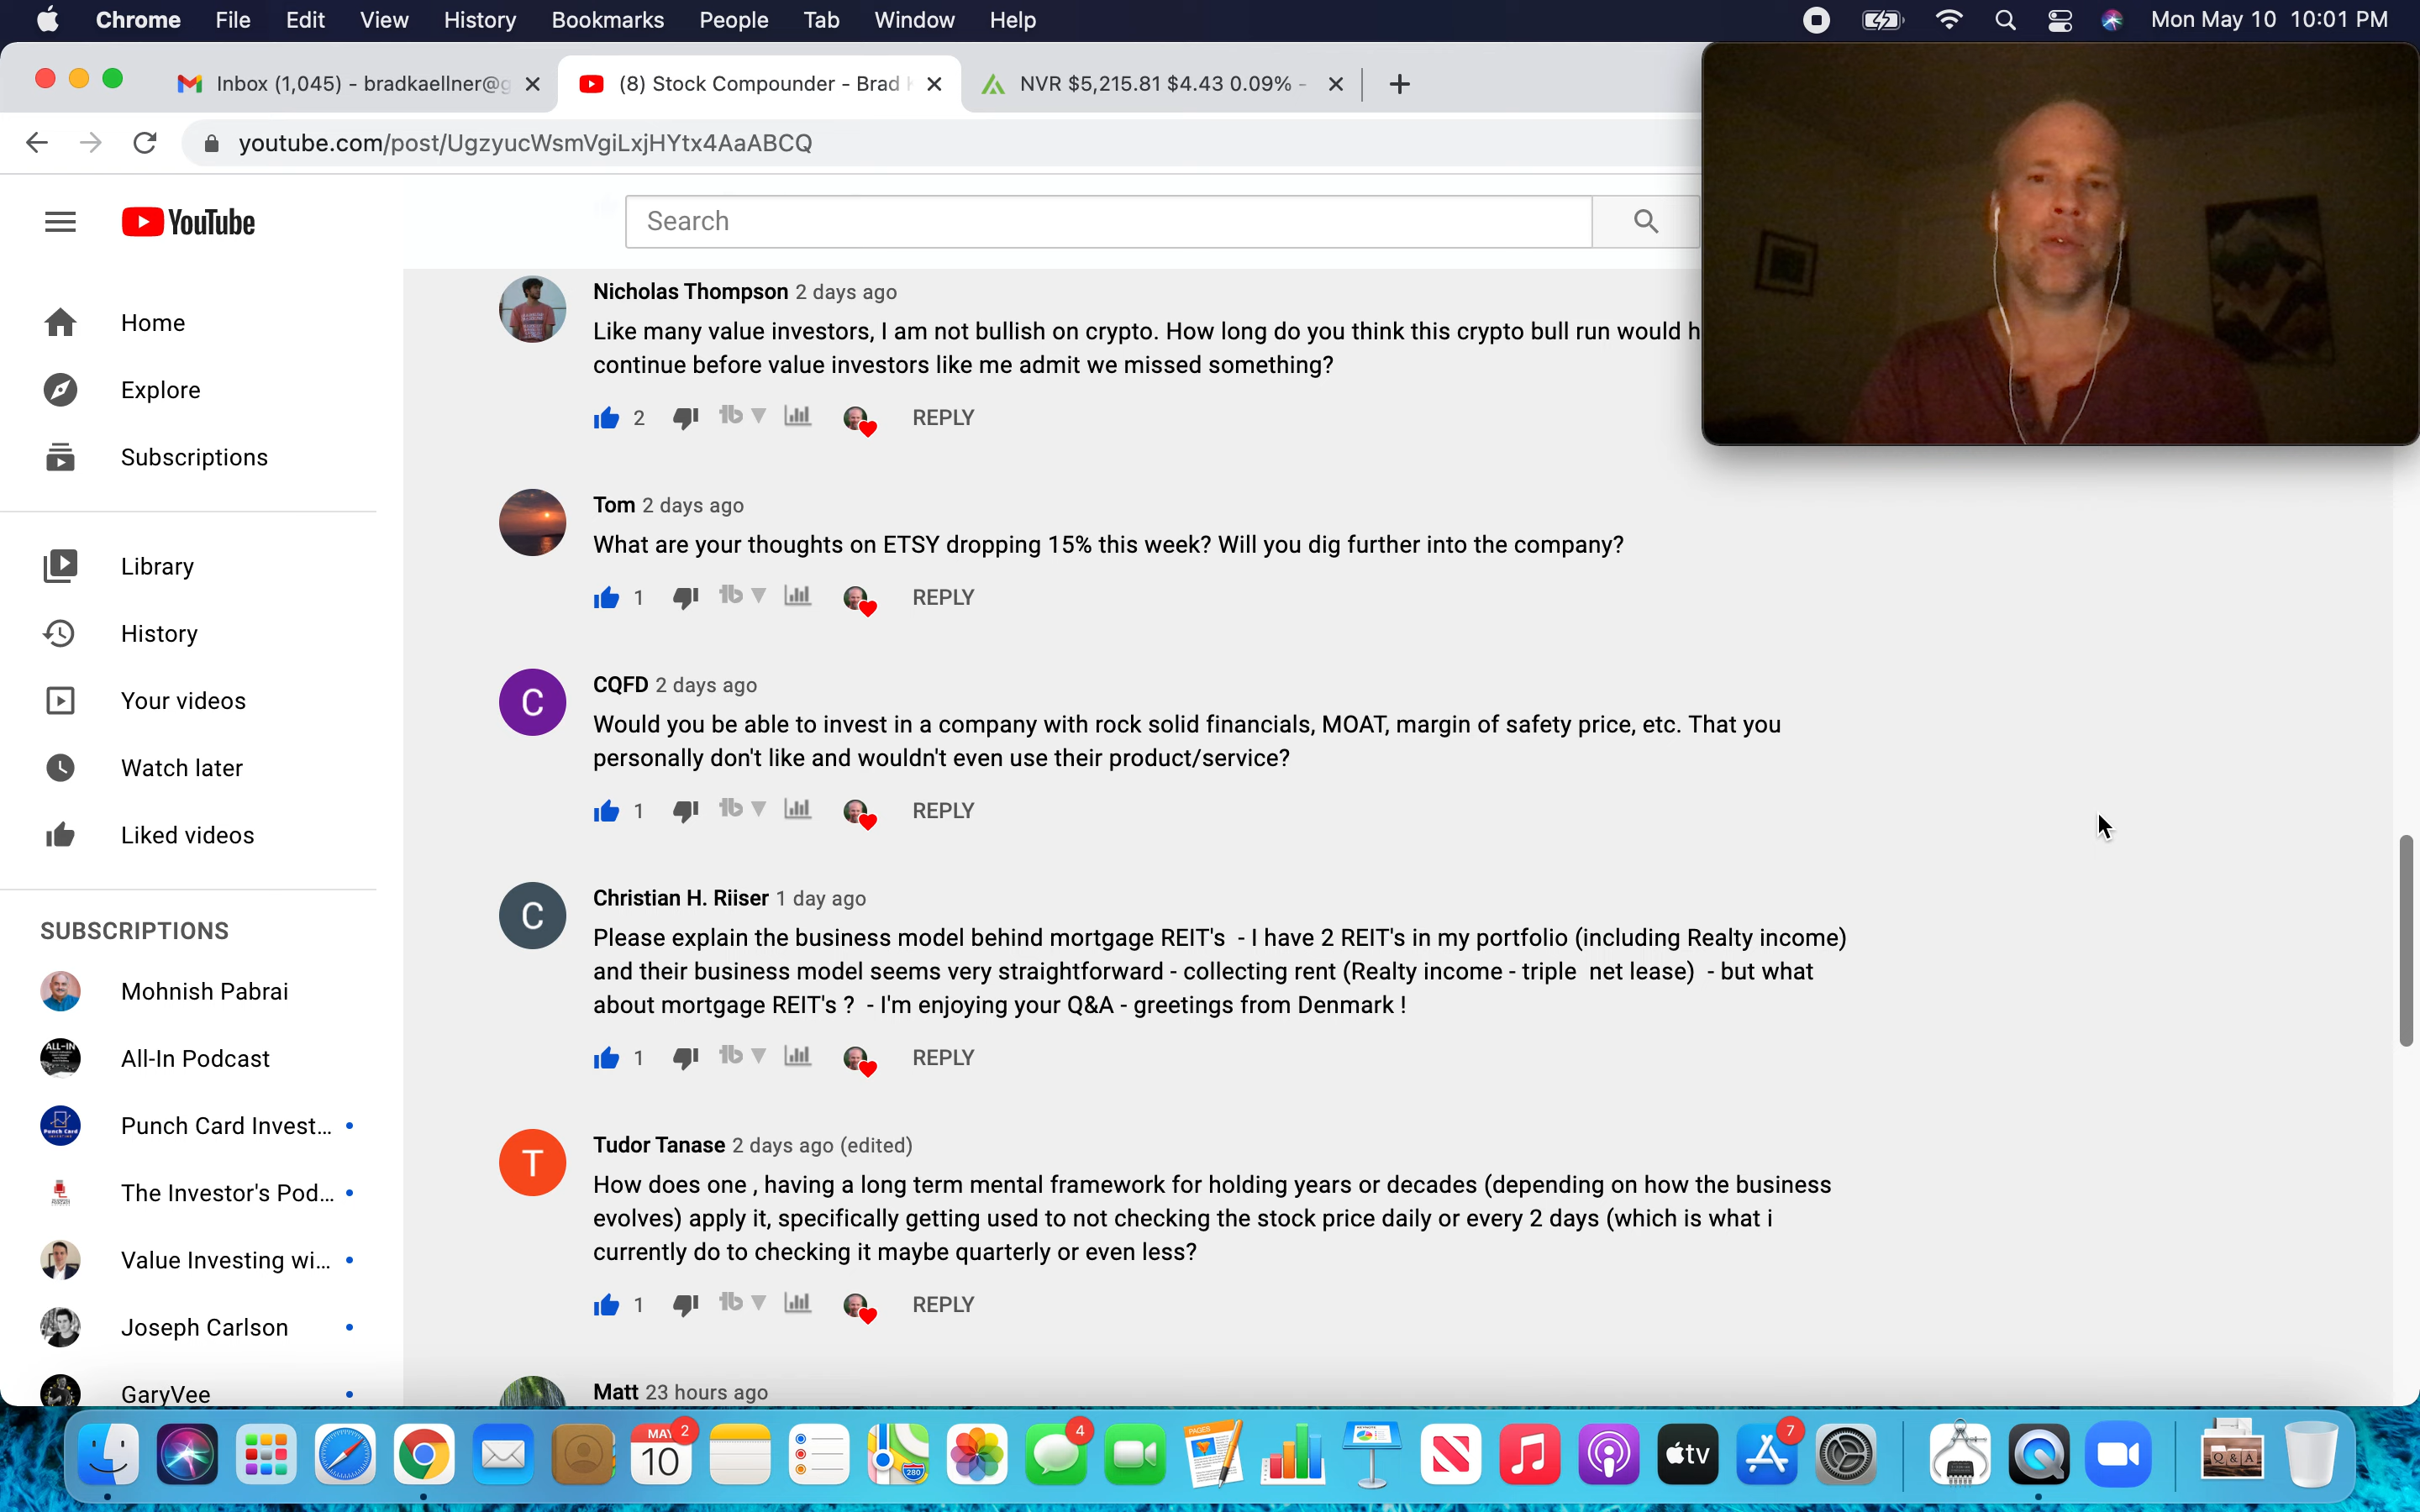 Chrome File Edit View History Bookmarks People Tab Window Help
Mon May 10 10:01 PM
Inbox (1,045) - bradkaellner@g
(8) Stock Compounder - Brad
NVR $5,215.81 $4.43 0.09% -
youtube.com/post/UgzyucWsmVgiLxjHYtx4AaABCQ
YouTube
Search
Home
Explore
Subscriptions
Library
History
Your videos
Watch later
Liked videos
SUBSCRIPTIONS
Mohnish Pabrai
All-In Podcast
Punch Card Invest...
The Investor's Pod...
Value Investing wi...
Joseph Carlson
GaryVee
Nicholas Thompson 2 days ago
Like many value investors, I am not bullish on crypto. How long do you think this crypto bull run would h
continue before value investors like me admit we missed something?
2 REPLY
Tom 2 days ago
What are your thoughts on ETSY dropping 15% this week? Will you dig further into the company?
1 REPLY
C
CQFD 2 days ago
Would you be able to invest in a company with rock solid financials, MOAT, margin of safety price, etc. That you
personally don't like and wouldn't even use their product/service?
1 REPLY
C
Christian H. Riiser 1 day ago
Please explain the business model behind mortgage REIT's - I have 2 REIT's in my portfolio (including Realty income)
and their business model seems very straightforward - collecting rent (Realty income - triple net lease) - but what
about mortgage REIT's ? - I'm enjoying your Q&A - greetings from Denmark !
1 REPLY
T
Tudor Tanase 2 days ago (edited)
How does one , having a long term mental framework for holding years or decades (depending on how the business
evolves) apply it, specifically getting used to not checking the stock price daily or every 2 days (which is what i
currently do to checking it maybe quarterly or even less?
1 REPLY
Matt 23 hours ago
MAY 2
10
4
280
PAGES
tv
7
Q & A